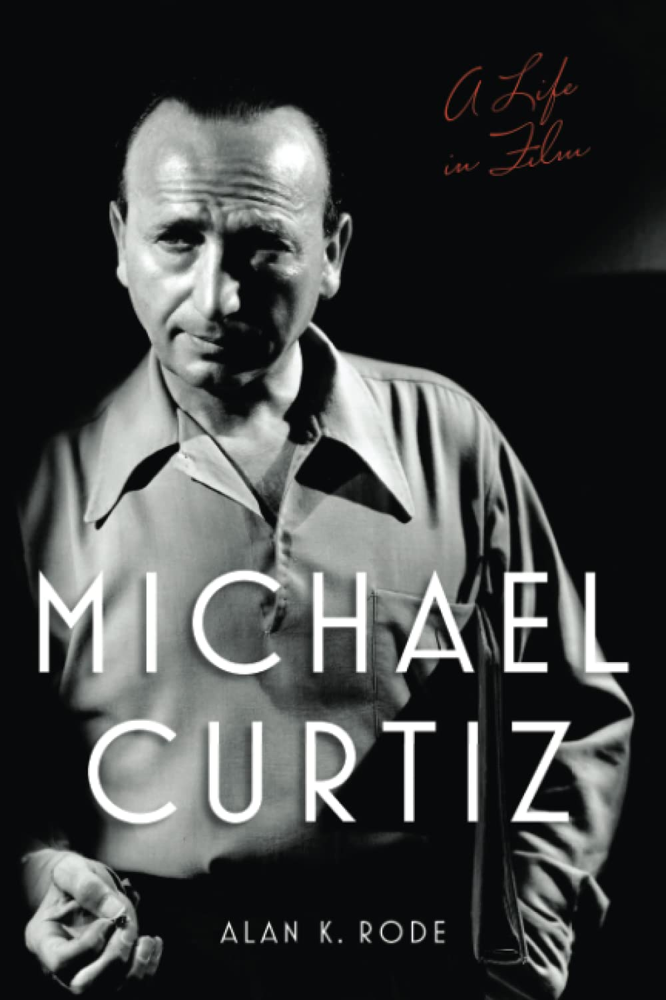 A Life
in Film
MICHAEL
CURTIZ
ALAN K. RODE